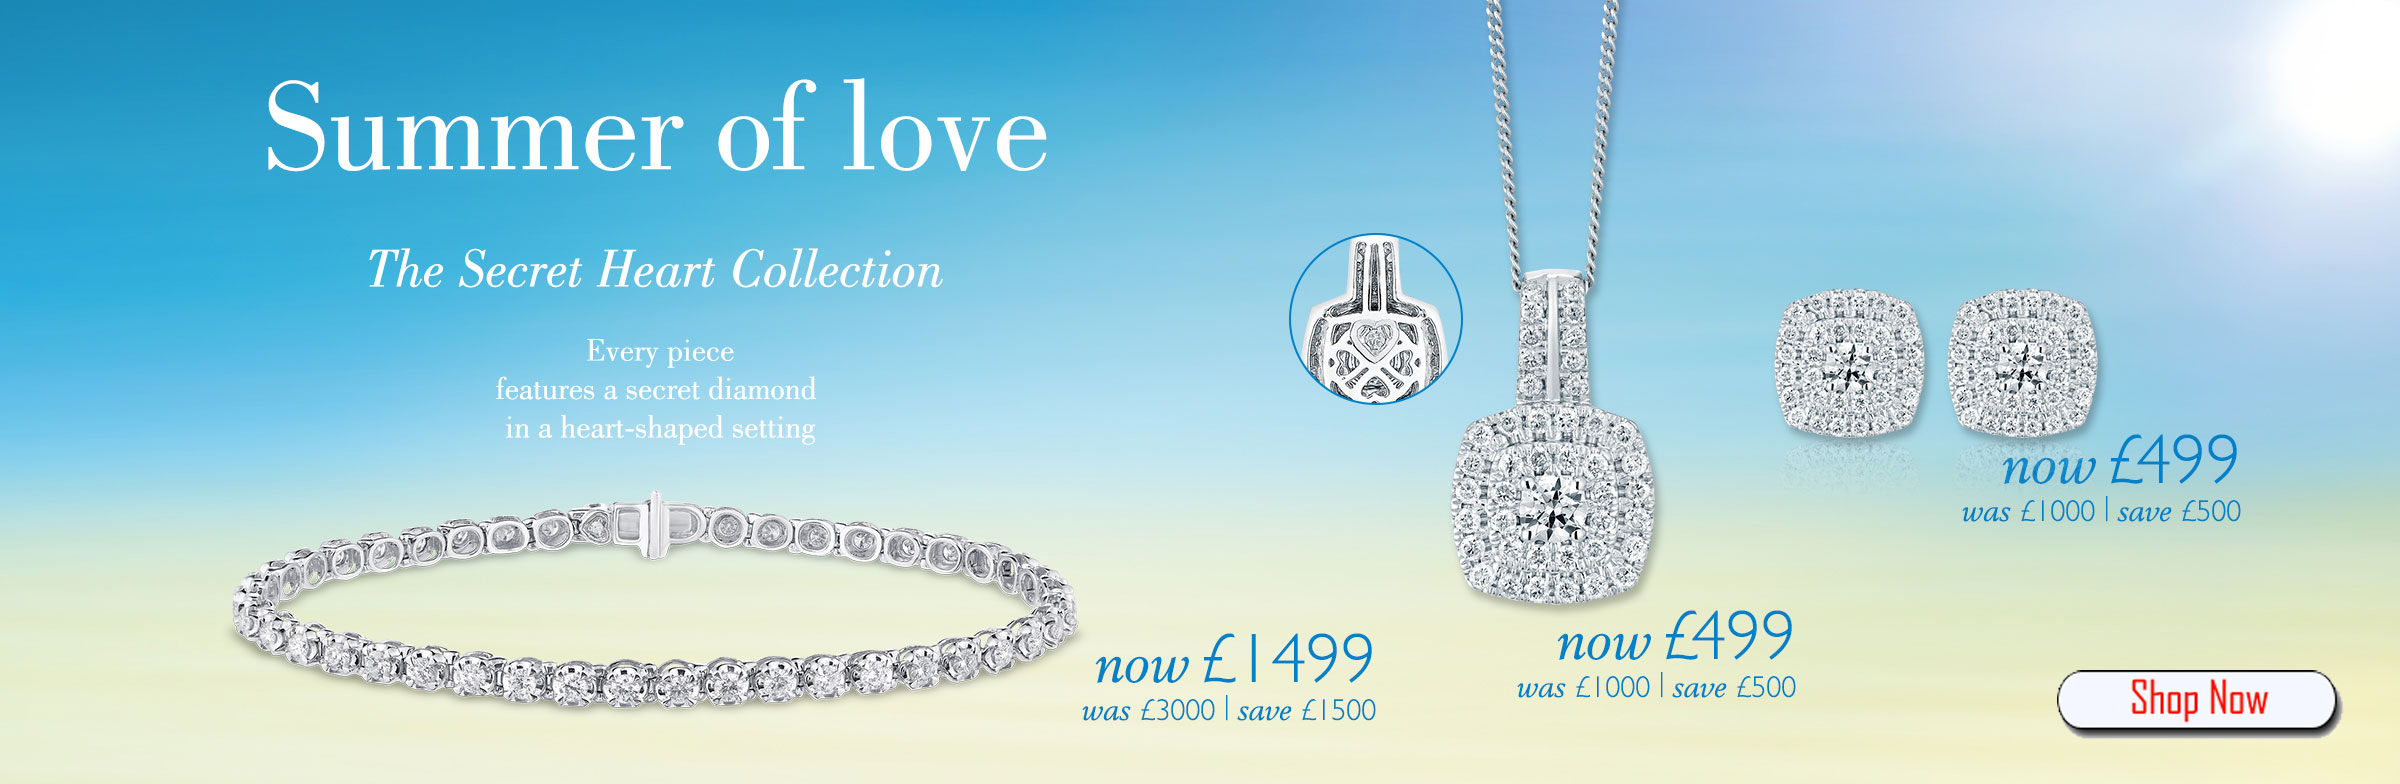 Summer of love
The Secret Heart Collection
Every piece
features a secret diamond
in a heart-shaped setting
now £1499
was £3000 | save £1500
now £499
was £1000 | save £500
now £499
was £1000 | save £500
Shop Now